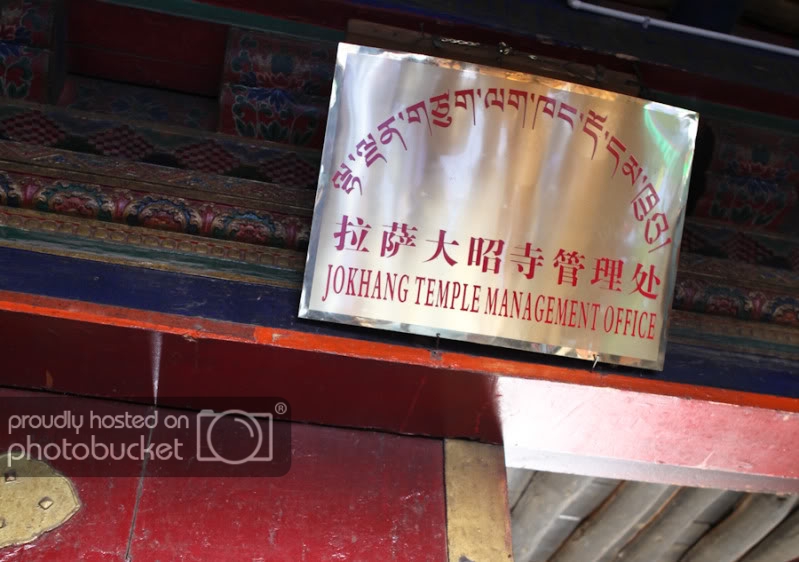 ལྷ་ལྡན་གཙུག་ལག་ཁང་དོ་དམ་ཁྲུའུ།
拉萨大昭寺管理处
JOKHANG TEMPLE MANAGEMENT OFFICE
proudly hosted on
photobucket ®